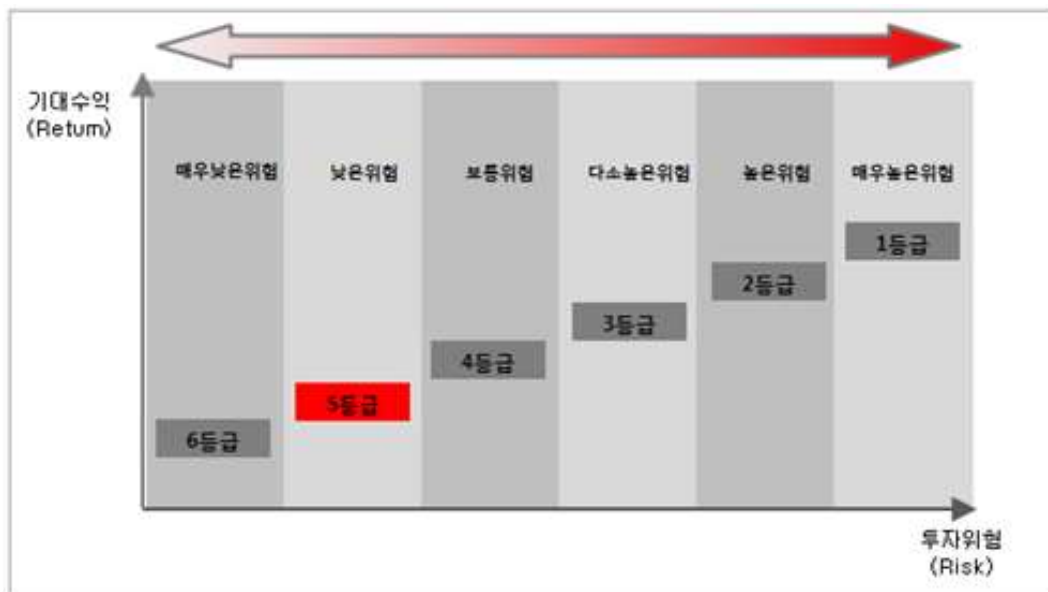 기대수익
(Return)
매우낮은위험 낮은위험 보통위험 다소높은위험 높은위험 매우높은위험
1등급
2등급
3등급
4등급
5등급
6등급
투자위험
(Risk)